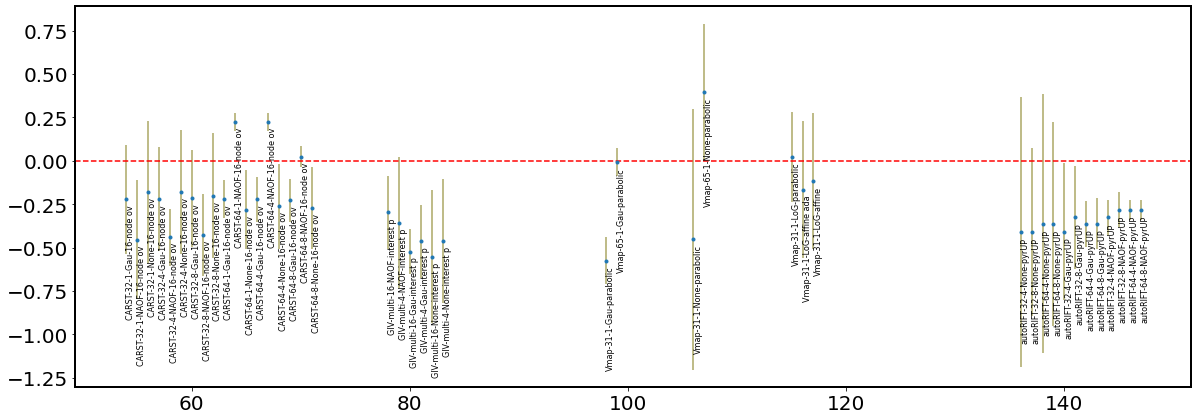 0.75
0.50
0.25
0.00
−0.25
−0.50
−0.75
−1.00
−1.25
CARST-32-1-Gau-16-node ov
CARST-32-1-NAOF-16-node ov
CARST-32-1-None-16-node ov
CARST-32-4-Gau-16-node ov
CARST-32-4-NAOF-16-node ov
CARST-32-4-None-16-node ov
CARST-32-8-Gau-16-node ov
CARST-32-8-NAOF-16-node ov
CARST-32-8-None-16-node ov
CARST-64-1-Gau-16-node ov
CARST-64-1-NAOF-16-node ov
CARST-64-1-None-16-node ov
CARST-64-4-Gau-16-node ov
CARST-64-4-NAOF-16-node ov
CARST-64-4-None-16-node ov
CARST-64-8-Gau-16-node ov
CARST-64-8-NAOF-16-node ov
CARST-64-8-None-16-node ov
GIV-multi-16-NAOF-interest p
GIV-multi-4-NAOF-interest p
GIV-multi-16-Gau-interest p
GIV-multi-4-Gau-interest p
GIV-multi-16-None-interest p
GIV-multi-4-None-interest p
Vmap-31-1-Gau-parabolic
Vmap-65-1-Gau-parabolic
Vmap-31-1-None-parabolic
Vmap-65-1-None-parabolic
Vmap-31-1-LoG-parabolic
Vmap-31-1-LoG-affine ada
Vmap-31-1-LoG-affine
autoRIFT-32-4-None-pyrUP
autoRIFT-32-8-None-pyrUP
autoRIFT-64-4-None-pyrUP
autoRIFT-64-8-None-pyrUP
autoRIFT-32-4-Gau-pyrUP
autoRIFT-32-8-Gau-pyrUP
autoRIFT-64-4-Gau-pyrUP
autoRIFT-64-8-Gau-pyrUP
autoRIFT-32-4-NAOF-pyrUP
autoRIFT-32-8-NAOF-pyrUP
autoRIFT-64-4-NAOF-pyrUP
autoRIFT-64-8-NAOF-pyrUP
60
80
100
120
140